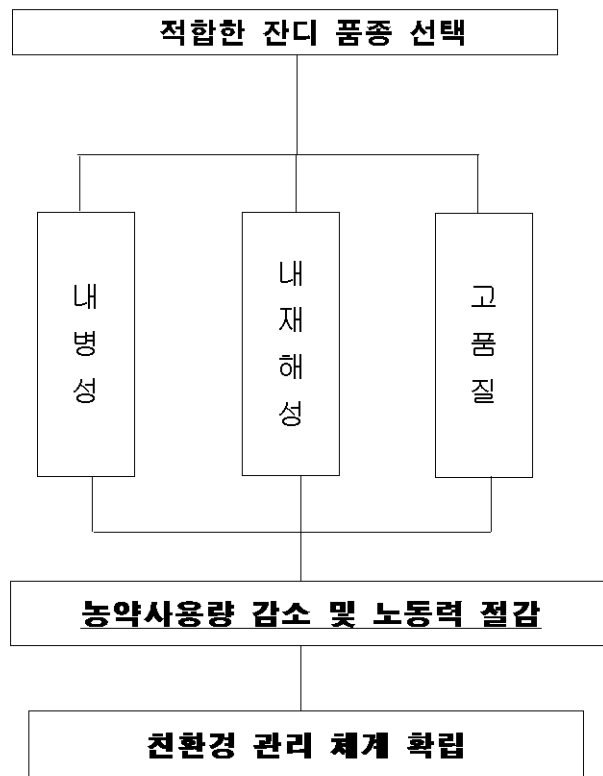 적합한 잔디 품종 선택
내병성
내재해성
고품질
농약사용량 감소 및 노동력 절감
친환경 관리 체계 확립